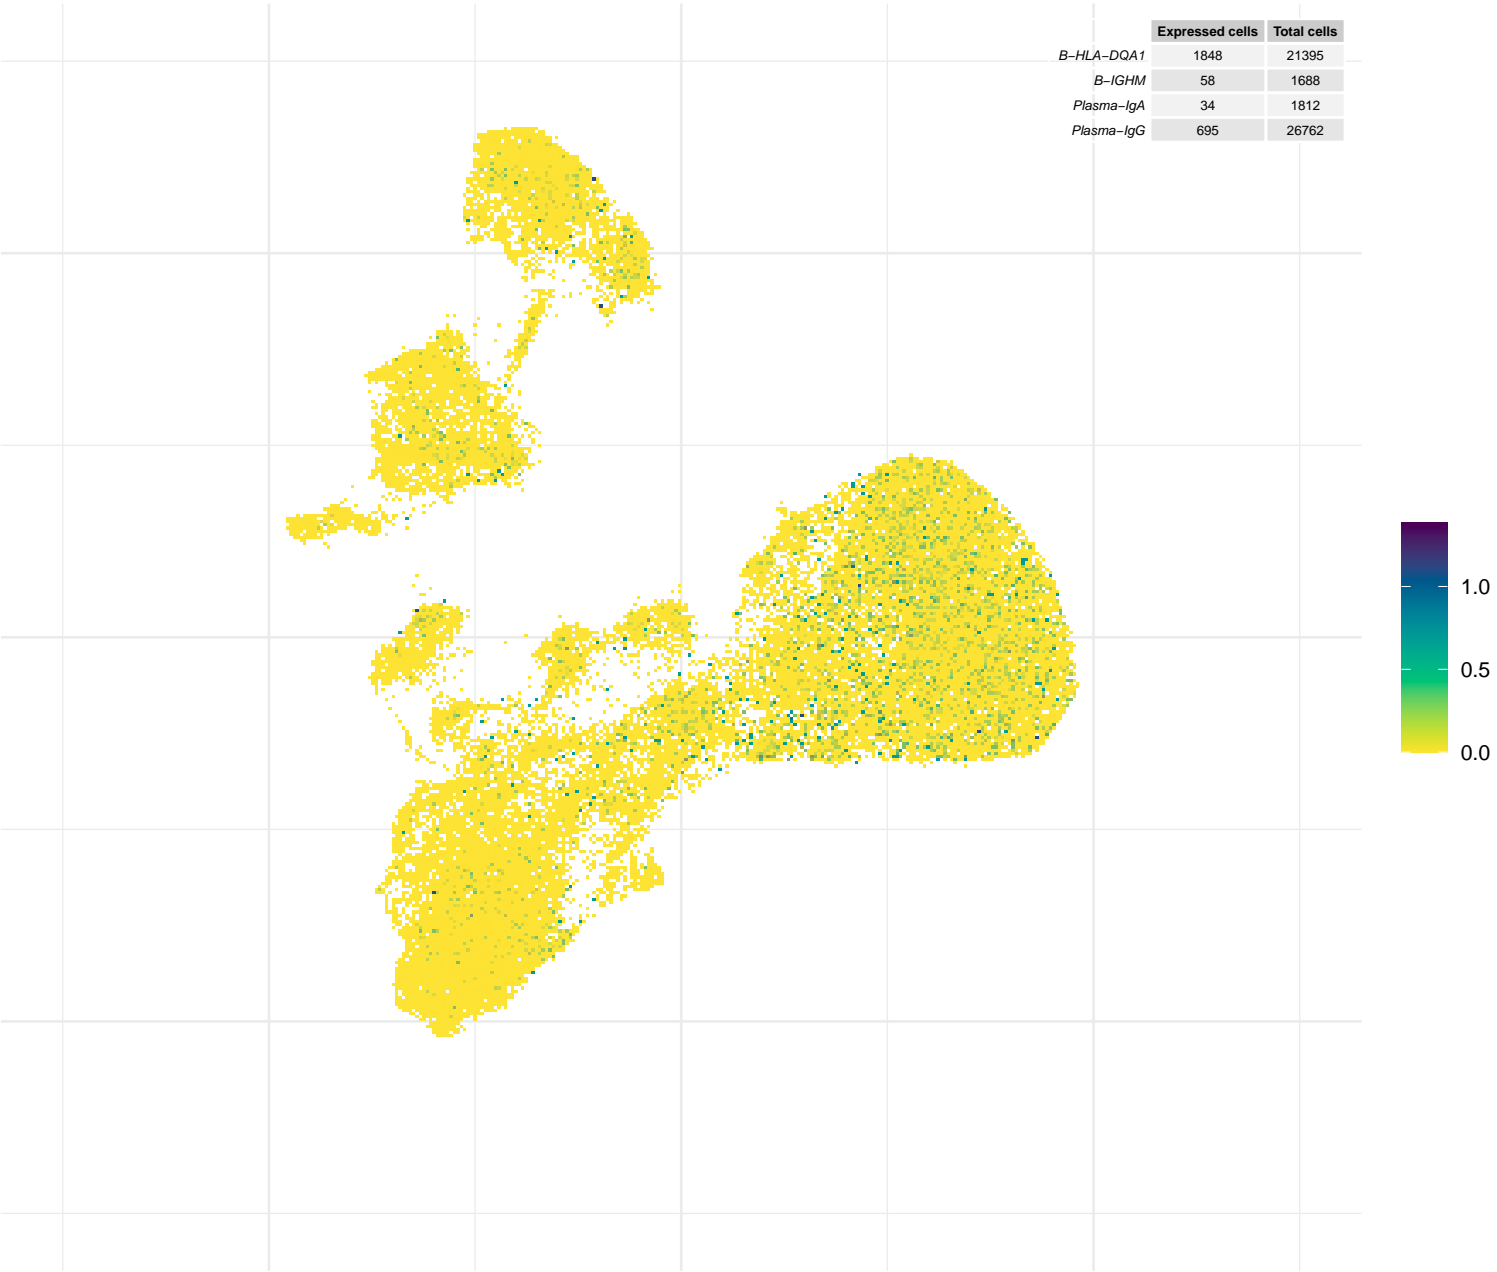 Expressed cells Total cells
B−HLA−DQA1 1848 21395
B−IGHM 58 1688
Plasma−IgA 34 1812
Plasma−IgG 695 26762
1.0
0.5
0.0